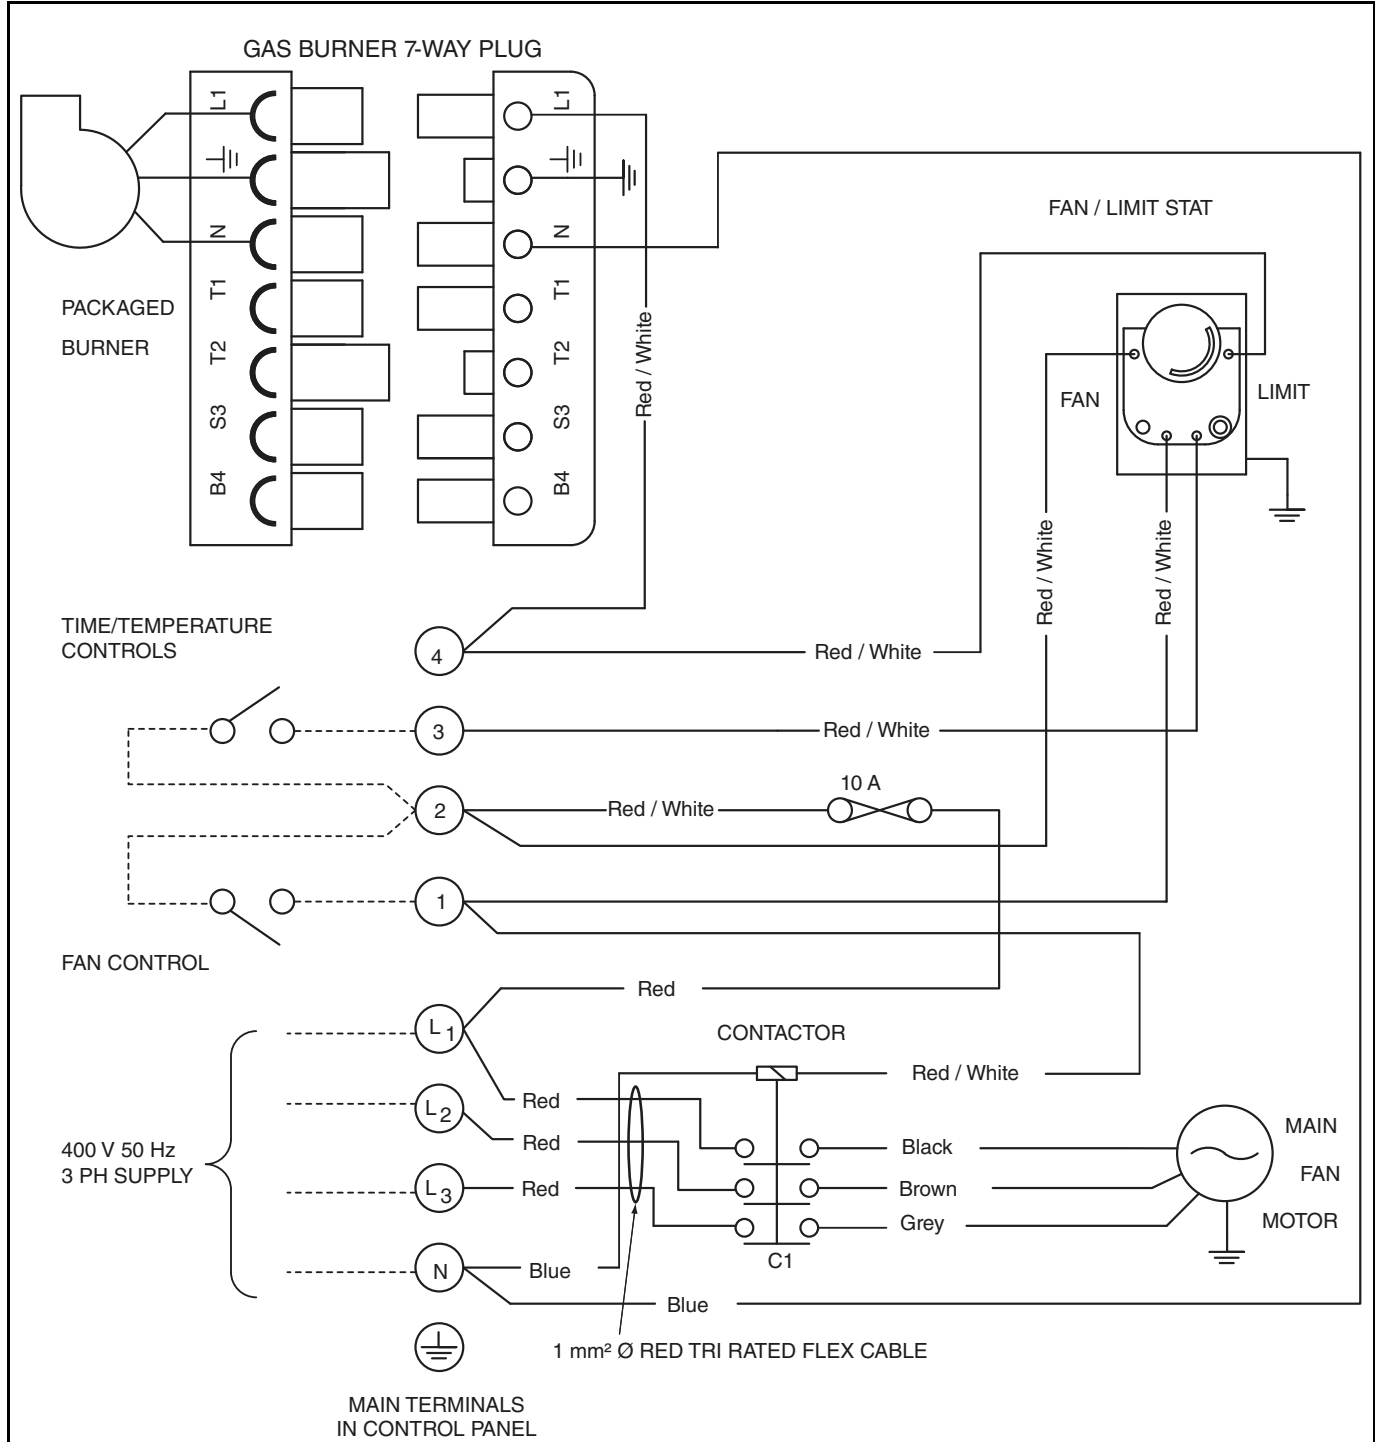 GAS BURNER 7-WAY PLUG
L1
L1
N
N
T1
T1
T2
T2
S3
S3
B4
B4
PACKAGED
BURNER
Red / White
FAN / LIMIT STAT
FAN
LIMIT
Red / White
Red / White
TIME/TEMPERATURE
CONTROLS
4
Red / White
3
Red / White
2
Red / White
10 A
1
FAN CONTROL
L1
Red
CONTACTOR
Red / White
L2
Red
Red
400 V 50 Hz
3 PH SUPPLY
L3
Red
Black
Brown
Grey
MAIN
FAN
MOTOR
C1
N
Blue
Blue
1 mm² Ø RED TRI RATED FLEX CABLE
MAIN TERMINALS
IN CONTROL PANEL